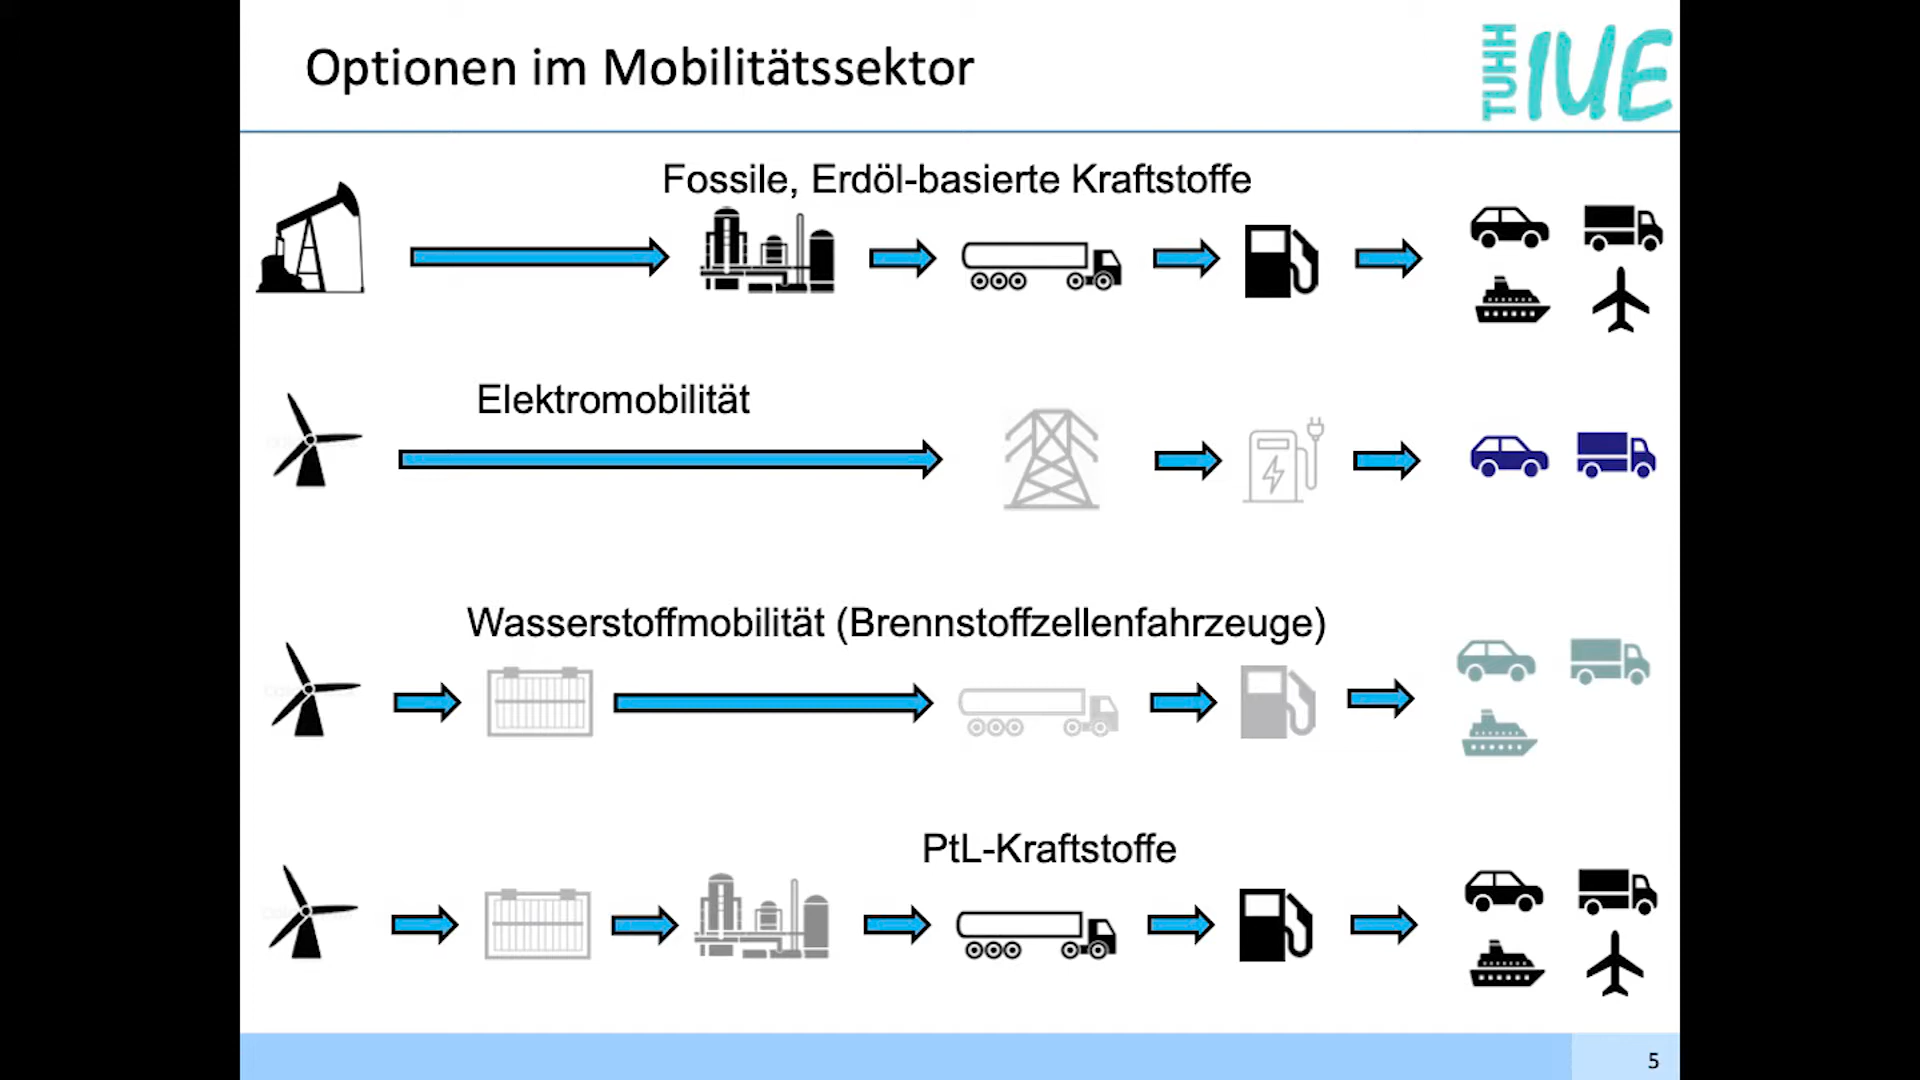 Optionen im Mobilitätssektor
TUHH
IUE
Fossile, Erdöl-basierte Kraftstoffe
Elektromobilität
Wasserstoffmobilität (Brennstoffzellenfahrzeuge)
PtL-Kraftstoffe
5